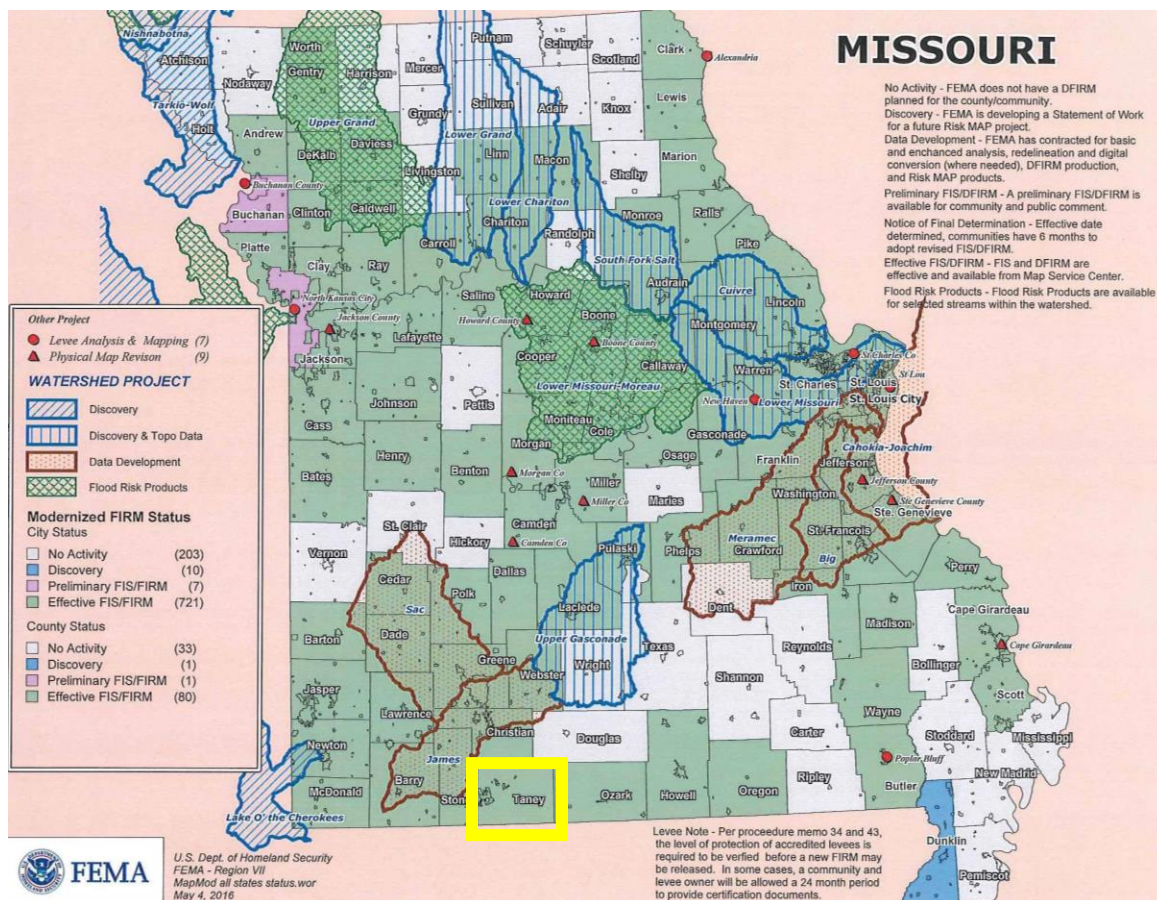 MISSOURI
No Activity - FEMA does not have a DFIRM
planned for the county/community.
Discovery - FEMA is developing a Statement of Work
for a future Risk MAP project.
Data Development - FEMA has contracted for basic
and enchanced analysis, redelineation and digital
conversion (where needed), DFIRM production,
and Risk MAP products.
Preliminary FIS/DFIRM - A preliminary FIS/DFIRM is
available for community and public comment.
Notice of Final Determination - Effective date
determined, communities have 6 months to
adopt revised FIS/DFIRM.
Effective FIS/DFIRM - FIS and DFIRM are
effective and available from Map Service Center.
Flood Risk Products - Flood Risk Products are available
for selected streams within the watershed.
Nishnabotna
Atchison
Nodaway
Worth
Gentry
Harrison
Mercer
Putnam
Schuyler
Scotland
Clark
Alexandria
Tarkio-Wolf
Holt
Andrew
Upper Grand
Grundy
Sullivan
Adair
Knox
Lewis
Lower Grand
DeKalb
Daviess
Livingston
Linn
Macon
Shelby
Marion
Buchanan County
Buchanan
Clinton
Caldwell
Lower Chariton
Chariton
Carroll
Randolph
Monroe
Ralls
Pike
Platte
Clay
Ray
South Fork Salt
Audrain
Cuivre
Lincoln
North Kansas City
Jackson County
Jackson
Saline
Howard
Howard County
Boone
Boone County
Lafayette
Cooper
Callaway
Montgomery
Warren
St. Charles
St Charles Co
St. Louis
St Lou
St. Louis City
Lower Missouri-Moreau
Lower Missouri
New Haven
Johnson
Pettis
Moniteau
Cole
Cass
Morgan
Gasconade
Osage
Franklin
Cahokia-Joachim
Jefferson
Jefferson County
Henry
Benton
Morgan Co
Miller
Miller Co
Maries
Bates
Washington
Ste Genevieve County
Ste. Genevieve
St. Clair
Hickory
Camden
Camden Co
Pulaski
Phelps
Meramec
Crawford
St-Francois
Big
Vernon
Cedar
Polk
Dallas
Laclede
Dent
Iron
Perry
Sac
Dade
Barton
Upper Gasconade
Wright
Texas
Reynolds
Madison
Cape Girardeau
Cape Girardeau
Greene
Webster
Shannon
Bollinger
Jasper
Lawrence
Christian
Douglas
Carter
Wayne
Scott
Newton
James
Stoddard
Mississippi
McDonald
Barry
Ston
Taney
Ozark
Howell
Oregon
Ripley
Poplar Bluff
Butler
New Madrid
Lake O' the Cherokees
Dunklin
Pemiscot
Other Project
Levee Analysis & Mapping (7)
Physical Map Revison (9)
WATERSHED PROJECT
Discovery
Discovery & Topo Data
Data Development
Flood Risk Products
Modernized FIRM Status
City Status
No Activity (203)
Discovery (10)
Preliminary FIS/FIRM (7)
Effective FIS/FIRM (721)
County Status
No Activity (33)
Discovery (1)
Preliminary FIS/FIRM (1)
Effective FIS/FIRM (80)
FEMA
U.S. Dept. of Homeland Security
FEMA - Region VII
MapMod all states status.wor
May 4, 2016
Levee Note - Per proceedure memo 34 and 43,
the level of protection of accredited levees is
required to be verfied before a new FIRM may
be released. In some cases, a community and
levee owner will be allowed a 24 month period
to provide certification documents.